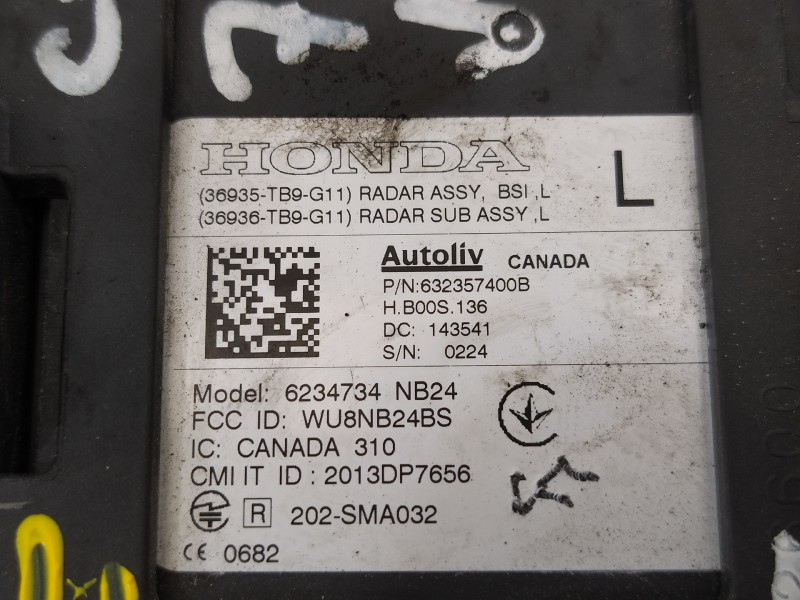 HONDA
(36935-TB9-G11) RADAR ASSY, BSI ,L
(36936-TB9-G11) RADAR SUB ASSY ,L
L
Autoliv CANADA
P/N:632357400B
H.B00S.136
DC: 143541
S/N: 0224
Model: 6234734 NB24
FCC ID: WU8NB24BS
IC: CANADA 310
CMI IT ID : 2013DP7656
R 202-SMA032
CE 0682